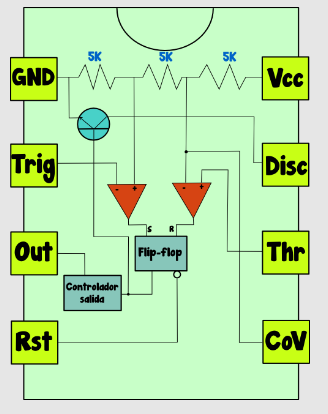 5K 5K 5K
GND Vcc
Trig Disc
- + - +
S R
Out Flip-flop Thr
Controlador
salida
Rst CoV